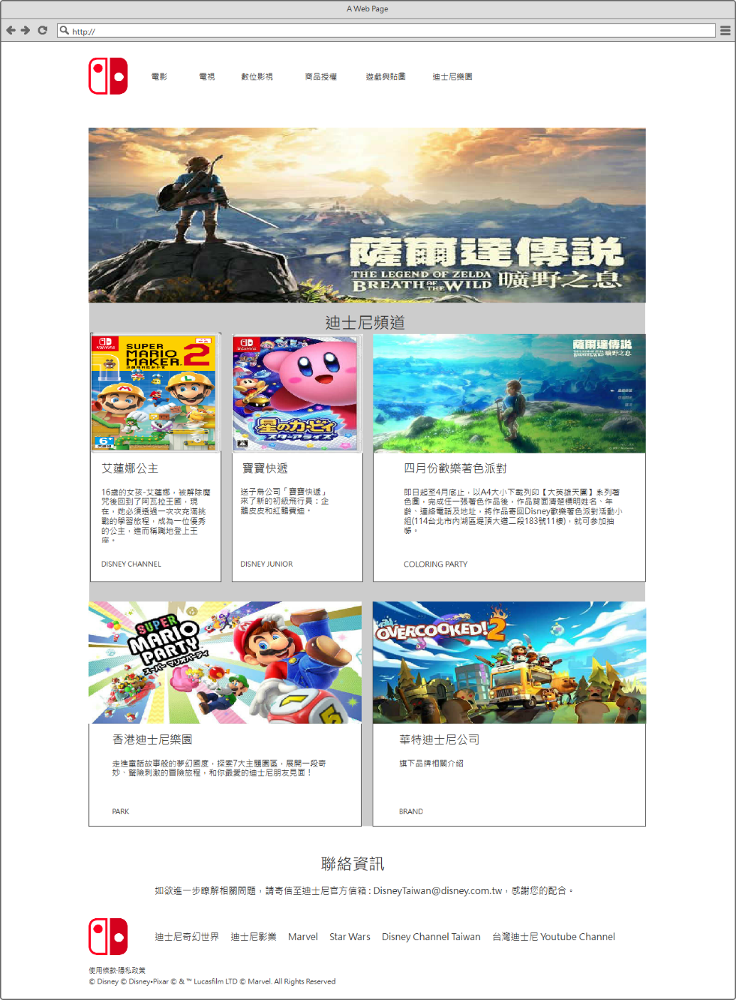 A Web Page
http://
電影 電視 數位影視 商品授權 遊戲與貼圖 迪士尼樂園
薩爾達傳說
THE LEGEND OF ZELDA
BREATH OF THE WILD 曠野之息
迪士尼頻道
SUPER
MARIO
MAKER 2
6+
星のカービィ
スターアライズ
薩爾達傳說
艾蓮娜公主
16歲的女孩-艾蓮娜，被解除魔
咒後回到了阿瓦拉王國，現
在，她必須透過一次次充滿挑
戰的學習旅程，成為一位優秀
的公主，進而稱職地登上王
座。
DISNEY CHANNEL
寶寶快遞
送子鳥公司「寶寶快遞」
來了新的初級飛行員：企
鵝皮皮和紅鶴費迪。
DISNEY JUNIOR
四月份歡樂著色派對
即日起至4月底止，以A4大小下載列印【大英雄天團】系列著
色圖，完成任一張著色作品後，作品背面清楚標明姓名、年
齡、連絡電話及地址，將作品寄回Disney歡樂著色派對活動小
組(114台北市內湖區堤頂大道二段183號11樓)，就可參加抽
獎。
COLORING PARTY
SUPER
MARIO
PARTY
スーパー マリオパーティ
OVERCOOKED! 2
香港迪士尼樂園
走進童話故事般的夢幻國度，探索7大主題園區，展開一段奇
妙、驚險刺激的冒險旅程，和你最愛的迪士尼朋友見面！
PARK
華特迪士尼公司
旗下品牌相關介紹
BRAND
聯絡資訊
如欲進一步瞭解相關問題，請寄信至迪士尼官方信箱 : DisneyTaiwan@disney.com.tw，感謝您的配合。
迪士尼奇幻世界 迪士尼影業 Marvel Star Wars Disney Channel Taiwan 台灣迪士尼 Youtube Channel
使用條款·隱私政策
© Disney © Disney•Pixar © & ™ Lucasfilm LTD © Marvel. All Rights Reserved